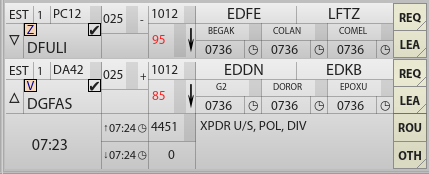 EST 1 PC12 025 - 1012 EDFE LFTZ REQ
Z DFULI 95 BEGAK COLAN COMEL LEA
0736 0736 0736
EST 1 DA42 025 + 1012 EDDN EDKB REQ
V DGFAS 85 G2 DOROR EPOXU LEA
0736 0736 0736
07:23 ↑07:24 4451 XPDR U/S, POL, DIV ROU
↓07:24 0 OTH